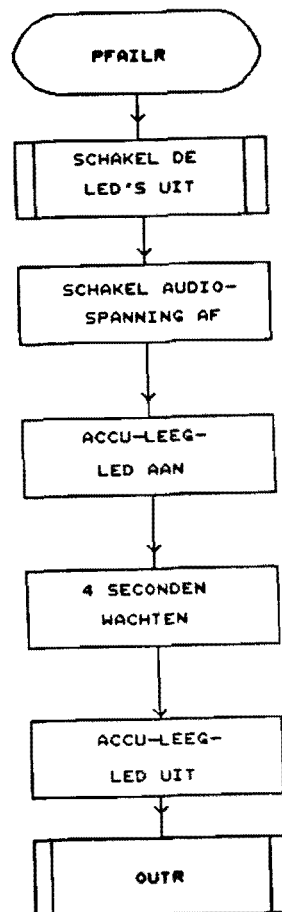 PFAILR
SCHAKEL DE
LED'S UIT
SCHAKEL AUDIO-
SPANNING AF
ACCU-LEEG-
LED AAN
4 SECONDEN
WACHTEN
ACCU-LEEG-
LED UIT
OUTR